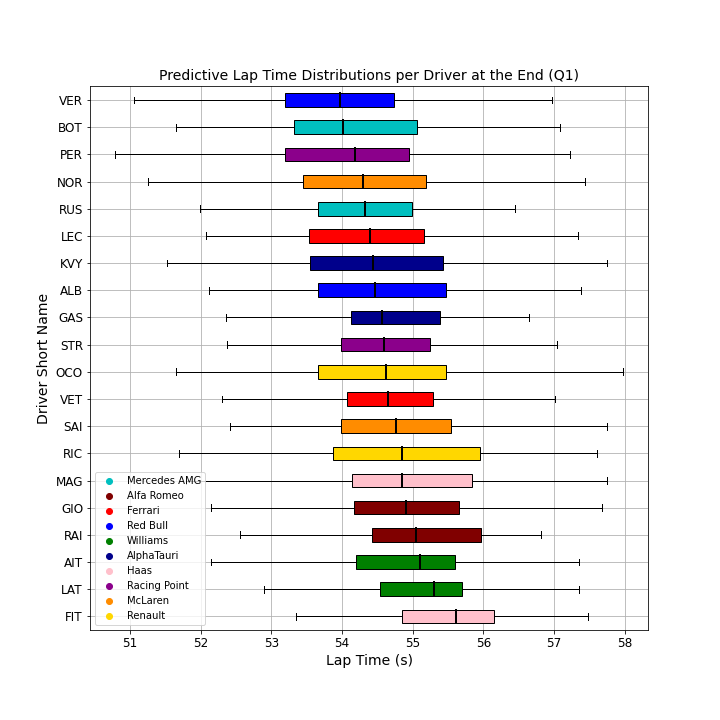 Predictive Lap Time Distributions per Driver at the End (Q1)
Driver Short Name
VER
BOT
PER
NOR
RUS
LEC
KVY
ALB
GAS
STR
OCO
VET
SAI
RIC
MAG
GIO
RAI
AIT
LAT
FIT
Mercedes AMG
Alfa Romeo
Ferrari
Red Bull
Williams
AlphaTauri
Haas
Racing Point
McLaren
Renault
51 52 53 54 55 56 57 58
Lap Time (s)